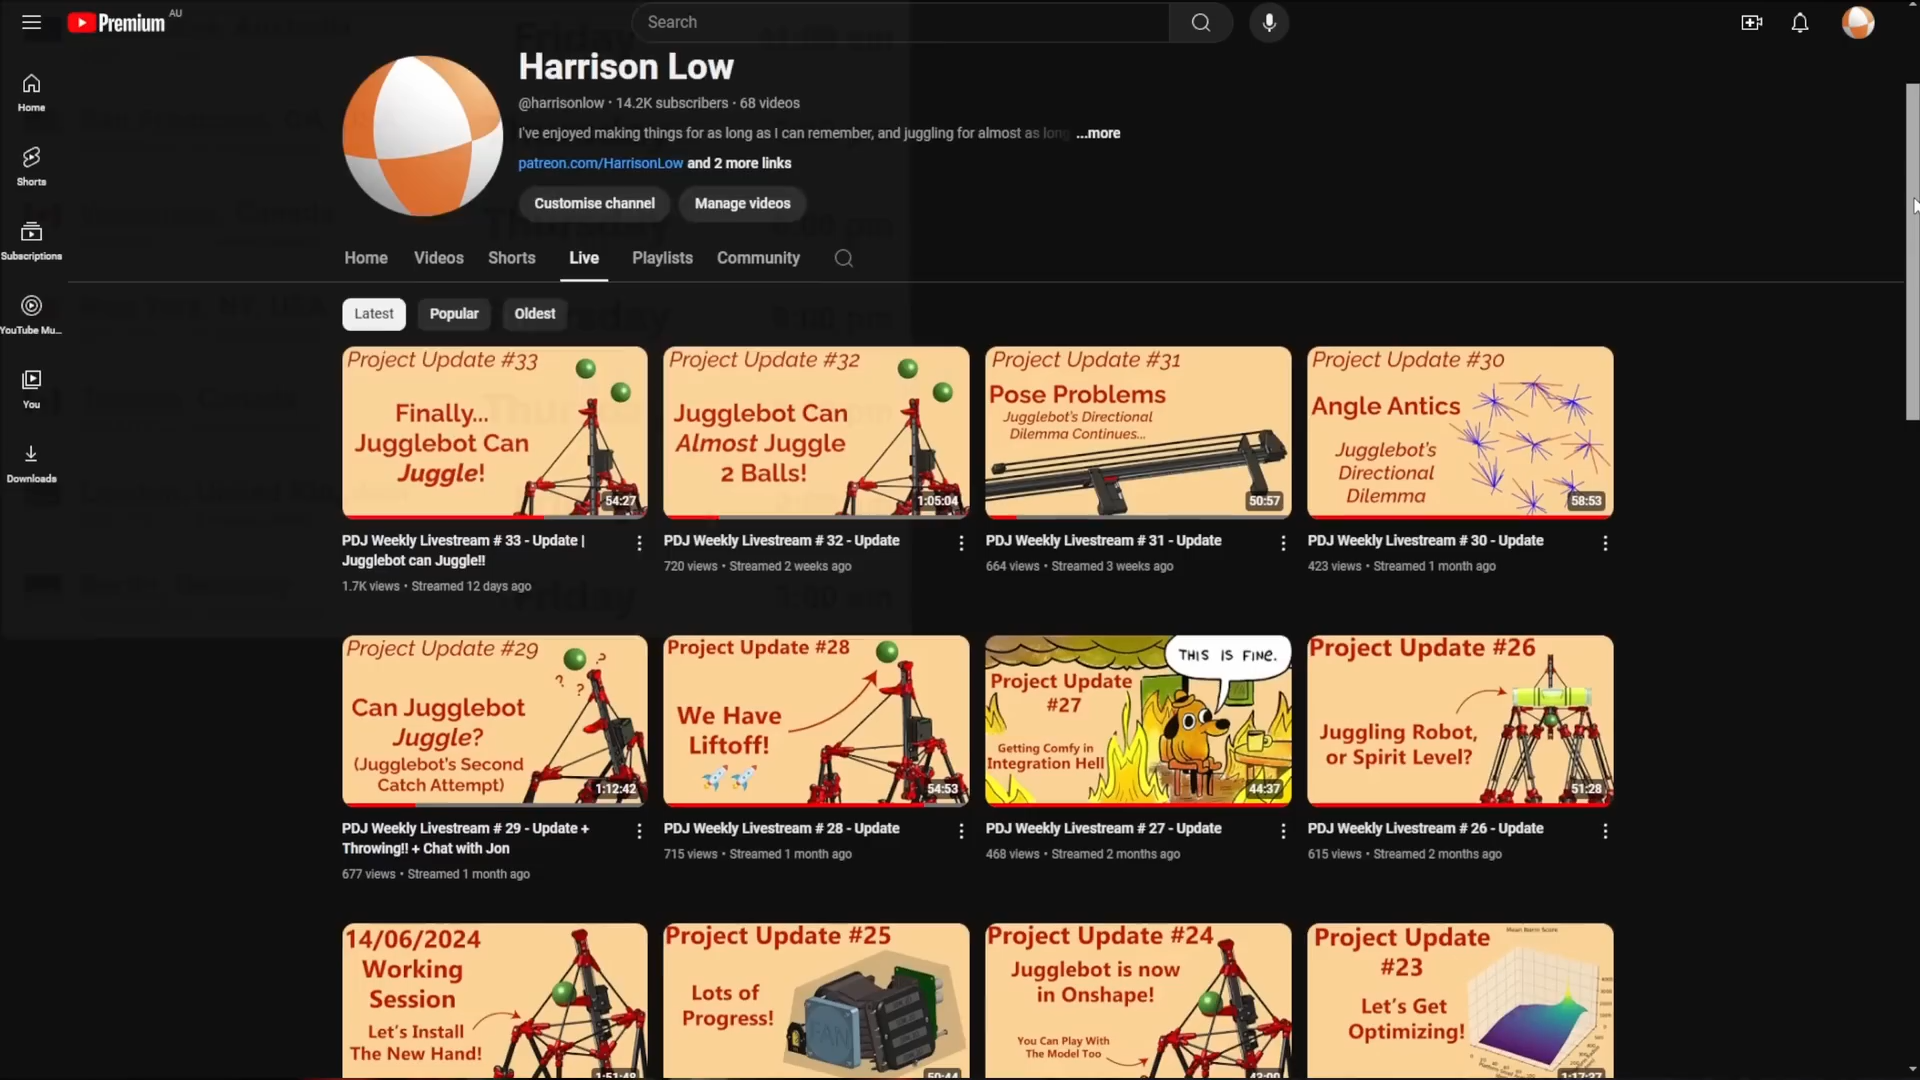 Premium
AU
Search
Harrison Low
@harrisonlow · 14.2K subscribers · 68 videos
I've enjoyed making things for as long as I can remember, and juggling for almost as long ...more
patreon.com/HarrisonLow and 2 more links
Customise channel
Manage videos
Home
Videos
Shorts
Live
Playlists
Community
Latest
Popular
Oldest
Home
Shorts
Subscriptions
YouTube Mu...
You
Downloads
Friday
Thursday
6:00 pm
Project Update #33
Finally...
Jugglebot Can
Juggle!
54:27
PDJ Weekly Livestream # 33 - Update |
Jugglebot can Juggle!!
1.7K views · Streamed 12 days ago
Project Update #32
Jugglebot Can
Almost Juggle
2 Balls!
1:05:04
PDJ Weekly Livestream # 32 - Update
720 views · Streamed 2 weeks ago
Project Update #31
Pose Problems
Jugglebot's Directional
Dilemma Continues...
50:57
PDJ Weekly Livestream # 31 - Update
664 views · Streamed 3 weeks ago
Project Update #30
Angle Antics
Jugglebot's
Directional
Dilemma
58:53
PDJ Weekly Livestream # 30 - Update
423 views · Streamed 1 month ago
Friday
Project Update #29
? ? ?
Can Jugglebot
Juggle?
(Jugglebot's Second
Catch Attempt)
1:12:42
PDJ Weekly Livestream # 29 - Update +
Throwing!! + Chat with Jon
677 views · Streamed 1 month ago
Project Update #28
We Have
Liftoff!
54:53
PDJ Weekly Livestream # 28 - Update
715 views · Streamed 1 month ago
THIS IS FINE.
Project Update
#27
Getting Comfy in
Integration Hell
44:37
PDJ Weekly Livestream # 27 - Update
468 views · Streamed 2 months ago
Project Update #26
Juggling Robot,
or Spirit Level?
51:28
PDJ Weekly Livestream # 26 - Update
615 views · Streamed 2 months ago
14/06/2024
Working
Session
Let's Install
The New Hand!
1:51:48
Project Update #25
Lots of
Progress!
FAN
50:44
Project Update #24
Jugglebot is now
in Onshape!
You Can Play With
The Model Too
43:00
Project Update
#23
Let's Get
Optimizing!
1:17:37